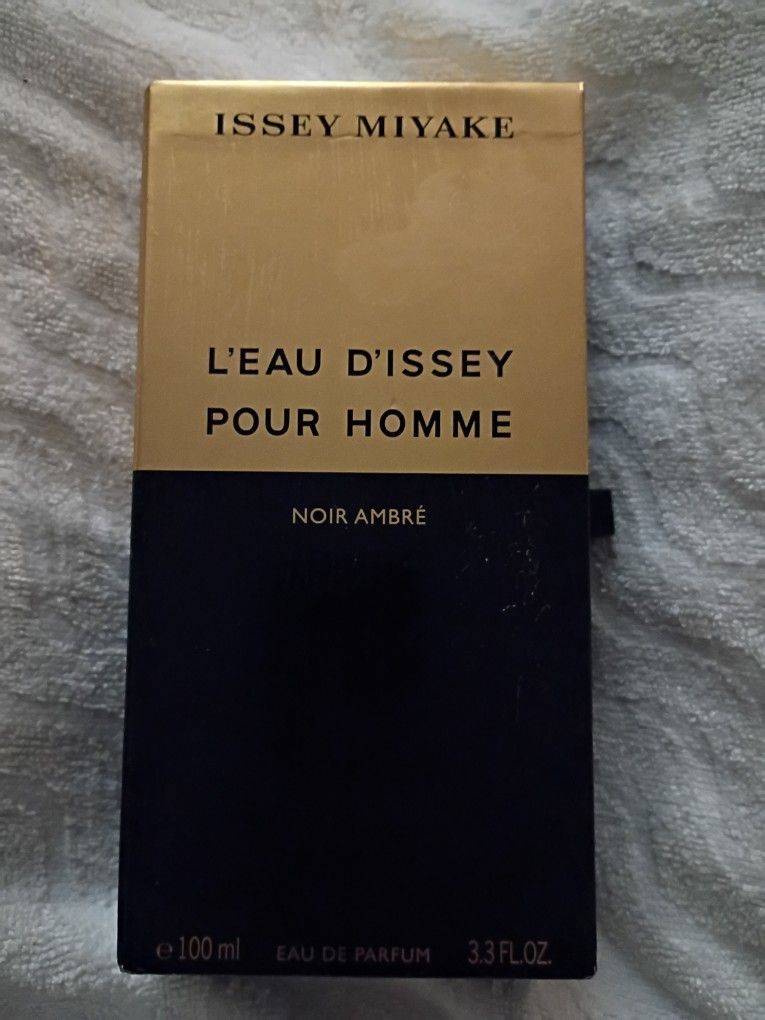 ISSEY MIYAKE
L'EAU D'ISSEY
POUR HOMME
NOIR AMBRÉ
e 100 ml EAU DE PARFUM 3.3 FL.OZ.